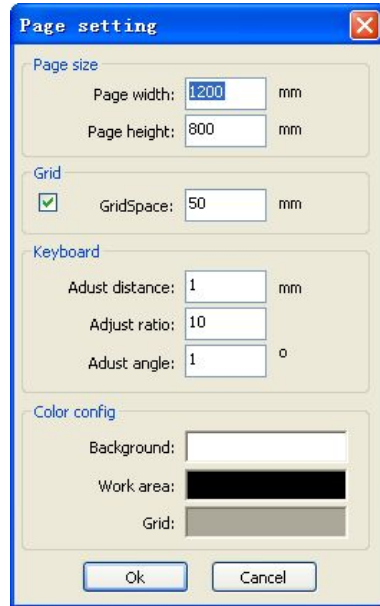 Page setting
Page size
Page width: 1200 mm
Page height: 800 mm
Grid
GridSpace: 50 mm
Keyboard
Adust distance: 1 mm
Adjust ratio: 10
Adust angle: 1 °
Color config
Background:
Work area:
Grid:
Ok Cancel